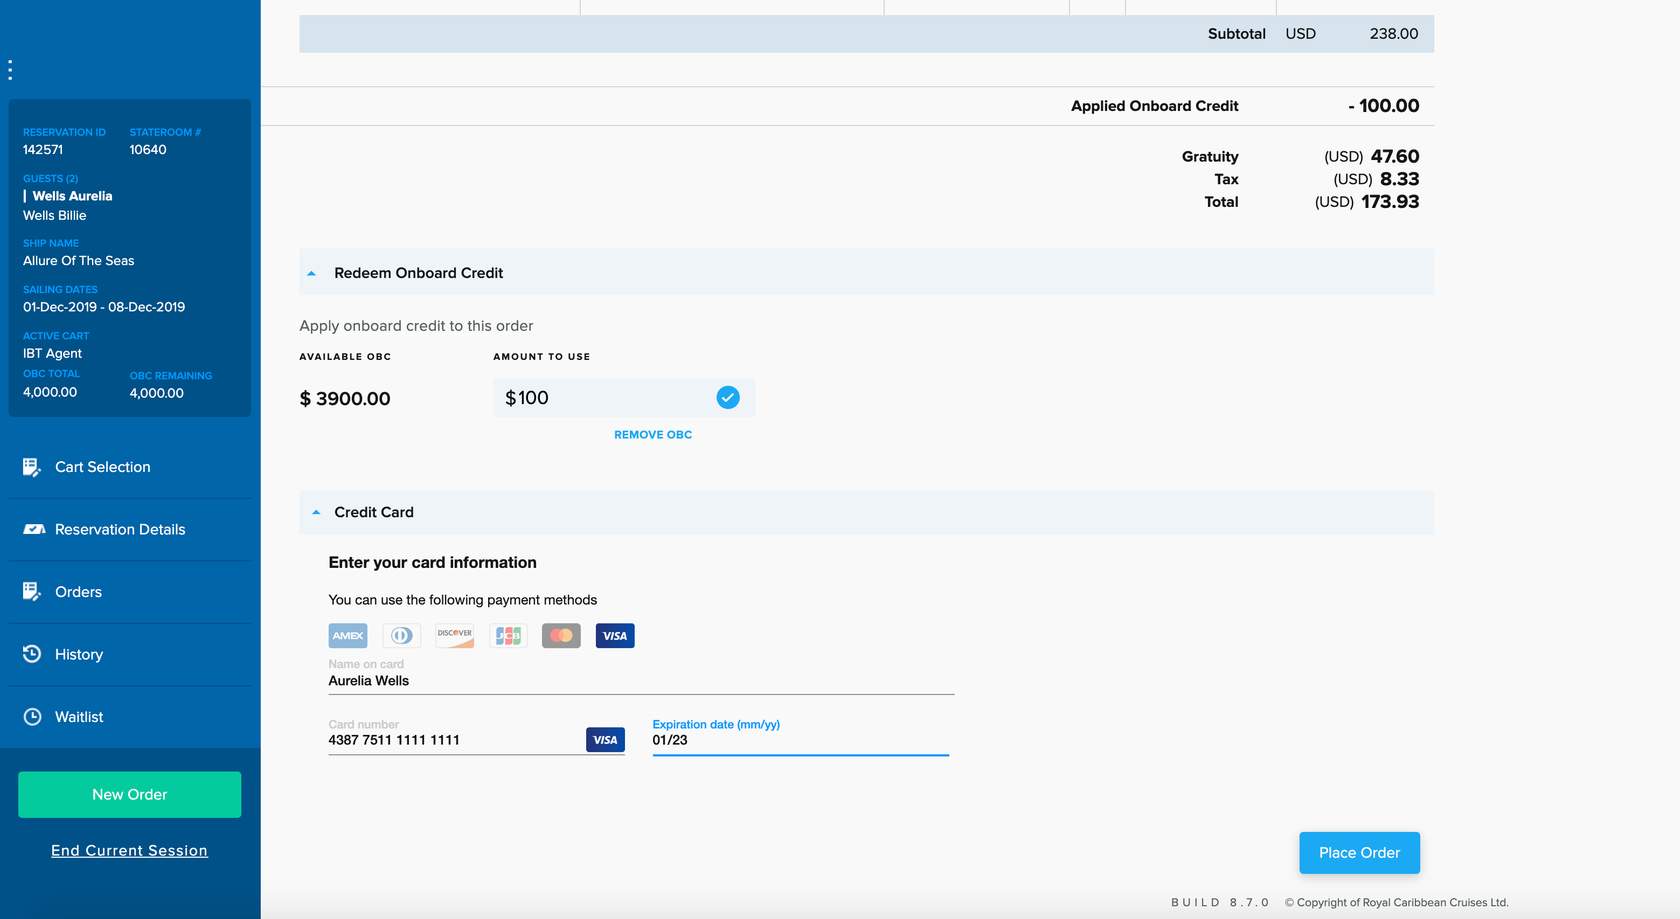 Subtotal USD 238.00
Applied Onboard Credit - 100.00
Gratuity (USD) 47.60
Tax (USD) 8.33
Total (USD) 173.93
RESERVATION ID STATEROOM #
142571 10640
GUESTS (2)
Wells Aurelia
Wells Billie
SHIP NAME
Allure Of The Seas
SAILING DATES
01-Dec-2019 - 08-Dec-2019
ACTIVE CART
IBT Agent
OBC TOTAL OBC REMAINING
4,000.00 4,000.00
Cart Selection
Reservation Details
Orders
History
Waitlist
New Order
End Current Session
Redeem Onboard Credit
Apply onboard credit to this order
AVAILABLE OBC AMOUNT TO USE
$ 3900.00 $100
REMOVE OBC
Credit Card
Enter your card information
You can use the following payment methods
AMEX DISCOVER JCB VISA
Name on card
Aurelia Wells
Card number Expiration date (mm/yy)
4387 7511 1111 1111 VISA 01/23
Place Order
BUILD 8.7.0 © Copyright of Royal Caribbean Cruises Ltd.